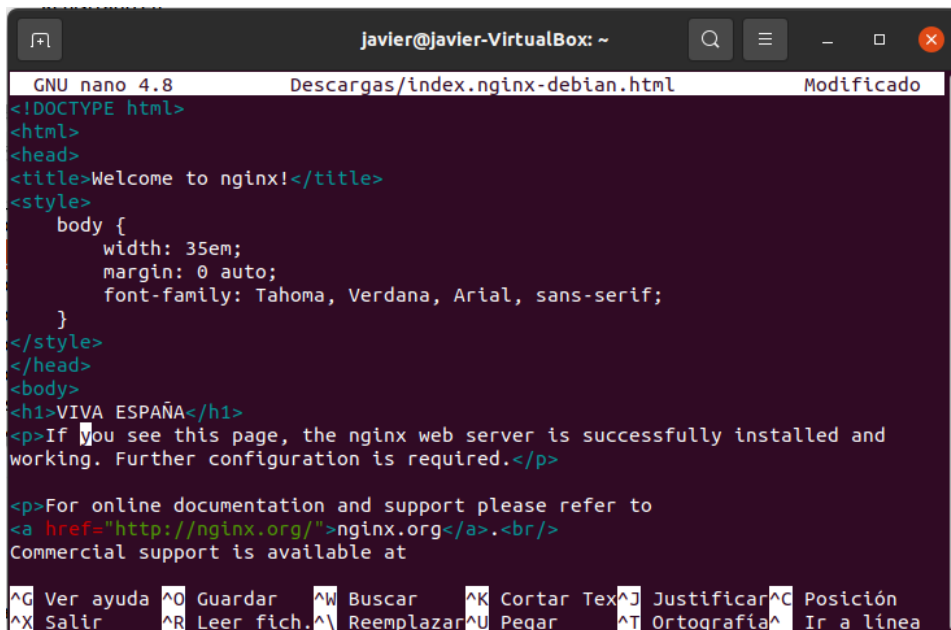 javier@javier-VirtualBox: ~
GNU nano 4.8 Descargas/index.nginx-debian.html Modificado
<!DOCTYPE html>
<html>
<head>
<title>Welcome to nginx!</title>
<style>
    body {
        width: 35em;
        margin: 0 auto;
        font-family: Tahoma, Verdana, Arial, sans-serif;
    }
</style>
</head>
<body>
<h1>VIVA ESPAÑA</h1>
<p>If you see this page, the nginx web server is successfully installed and
working. Further configuration is required.</p>
<p>For online documentation and support please refer to
<a href="http://nginx.org/">nginx.org</a>.<br/>
Commercial support is available at
^G Ver ayuda ^O Guardar ^W Buscar ^K Cortar Tex^J Justificar^C Posición
^X Salir ^R Leer fich.^\ Reemplazar^U Pegar ^T Ortografía^ Ir a línea